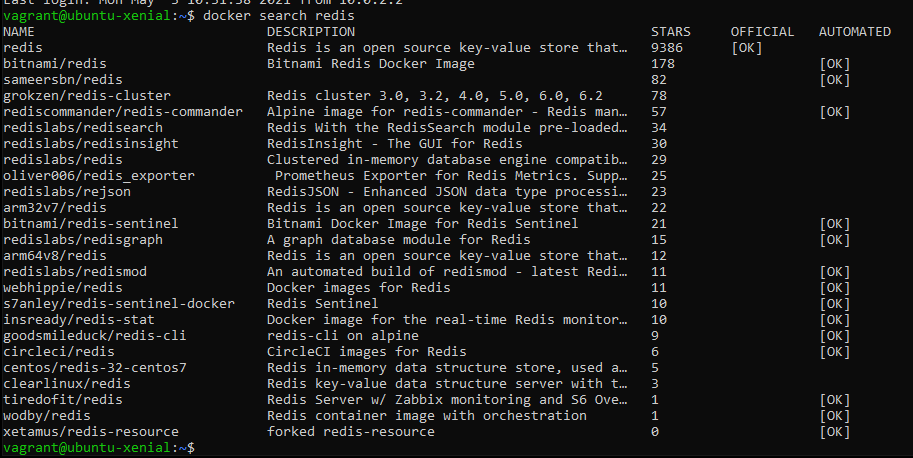 Last login: Mon May 3 10:51:58 2021 from 10.0.2.2
vagrant@ubuntu-xenial:~$ docker search redis
NAME DESCRIPTION STARS OFFICIAL AUTOMATED
redis Redis is an open source key-value store that… 9386 [OK]
bitnami/redis Bitnami Redis Docker Image 178 [OK]
sameersbn/redis 82 [OK]
grokzen/redis-cluster Redis cluster 3.0, 3.2, 4.0, 5.0, 6.0, 6.2 78
rediscommander/redis-commander Alpine image for redis-commander - Redis man… 57 [OK]
redislabs/redisearch Redis With the RedisSearch module pre-loaded… 34
redislabs/redisinsight RedisInsight - The GUI for Redis 30
redislabs/redis Clustered in-memory database engine compatib… 29
oliver006/redis_exporter Prometheus Exporter for Redis Metrics. Supp… 25
redislabs/rejson RedisJSON - Enhanced JSON data type processi… 23
arm32v7/redis Redis is an open source key-value store that… 22
bitnami/redis-sentinel Bitnami Docker Image for Redis Sentinel 21 [OK]
redislabs/redisgraph A graph database module for Redis 15 [OK]
arm64v8/redis Redis is an open source key-value store that… 12
redislabs/redismod An automated build of redismod - latest Redi… 11 [OK]
webhippie/redis Docker images for Redis 11 [OK]
s7anley/redis-sentinel-docker Redis Sentinel 10 [OK]
insready/redis-stat Docker image for the real-time Redis monitor… 10 [OK]
goodsmileduck/redis-cli redis-cli on alpine 9 [OK]
circleci/redis CircleCI images for Redis 6 [OK]
centos/redis-32-centos7 Redis in-memory data structure store, used a… 5
clearlinux/redis Redis key-value data structure server with t… 3
tiredofit/redis Redis Server w/ Zabbix monitoring and S6 Ove… 1 [OK]
wodby/redis Redis container image with orchestration 1 [OK]
xetamus/redis-resource forked redis-resource 0 [OK]
vagrant@ubuntu-xenial:~$